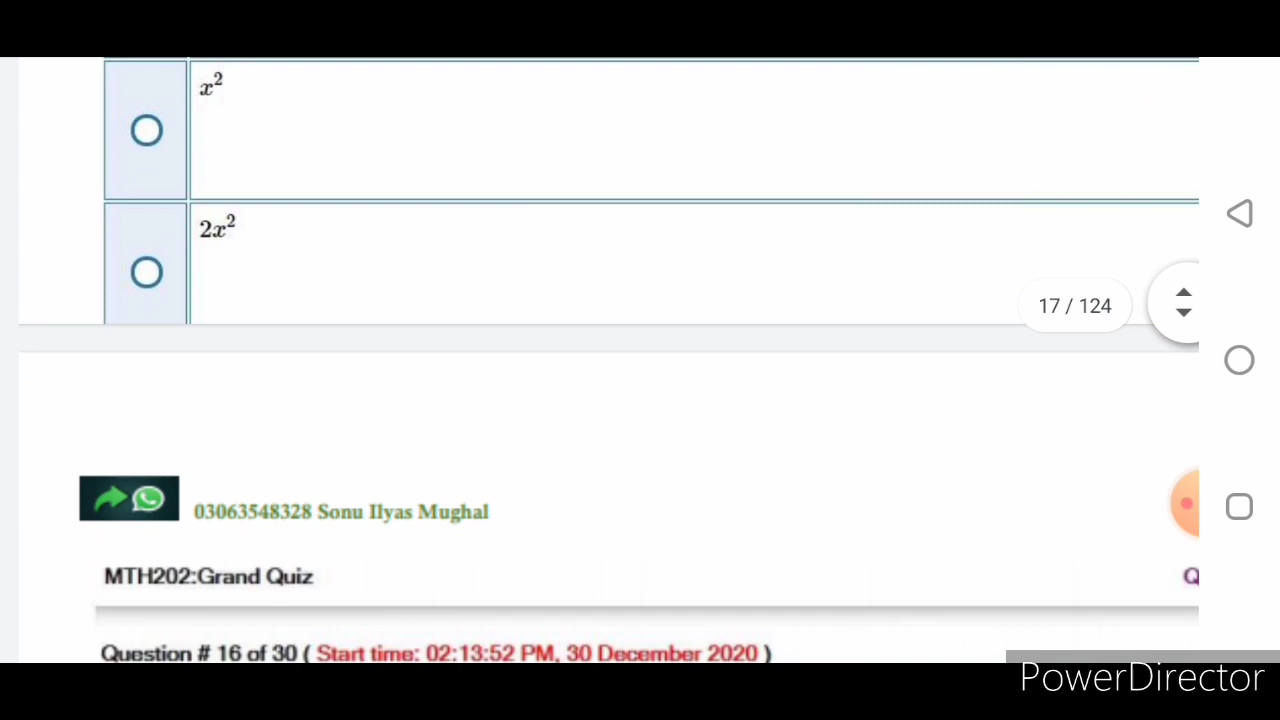 x²
2x²
17 / 124
03063548328 Sonu Ilyas Mughal
MTH202:Grand Quiz
Q
Question # 16 of 30 ( Start time: 02:13:52 PM, 30 December 2020 )
PowerDirector